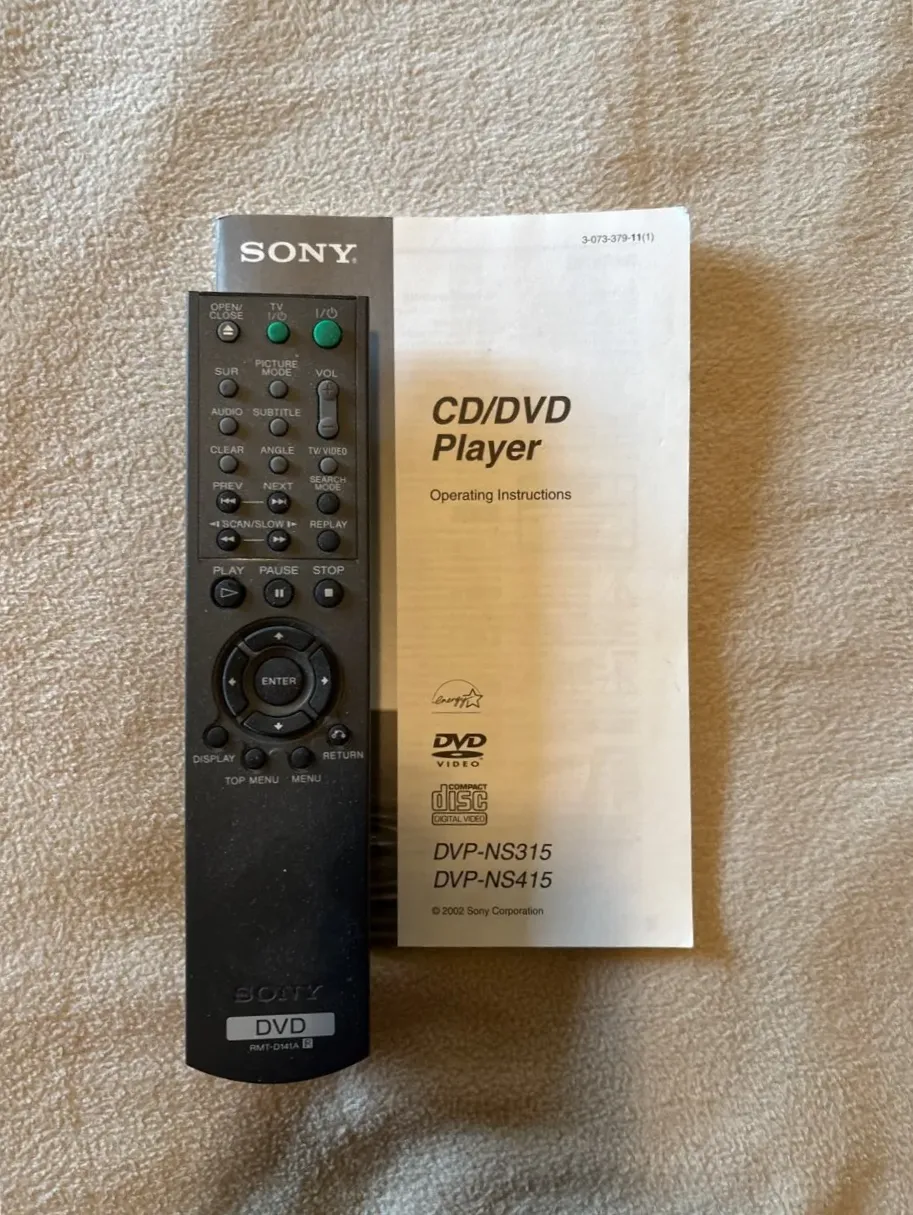 SONY®
3-073-379-11(1)
CD/DVD
Player
Operating Instructions
energy
DVD
VIDEO
COMPACT
disc
DIGITAL VIDEO
DVP-NS315
DVP-NS415
© 2002 Sony Corporation
OPEN/
CLOSE
TV
I/⏻
I/⏻
SUR
PICTURE
MODE
VOL
+
AUDIO
SUBTITLE
−
CLEAR
ANGLE
TV/VIDEO
PREV
NEXT
SEARCH
MODE
SCAN/SLOW
REPLAY
PLAY
PAUSE
STOP
ENTER
DISPLAY
RETURN
TOP MENU
MENU
SONY
DVD
RMT-D141A R